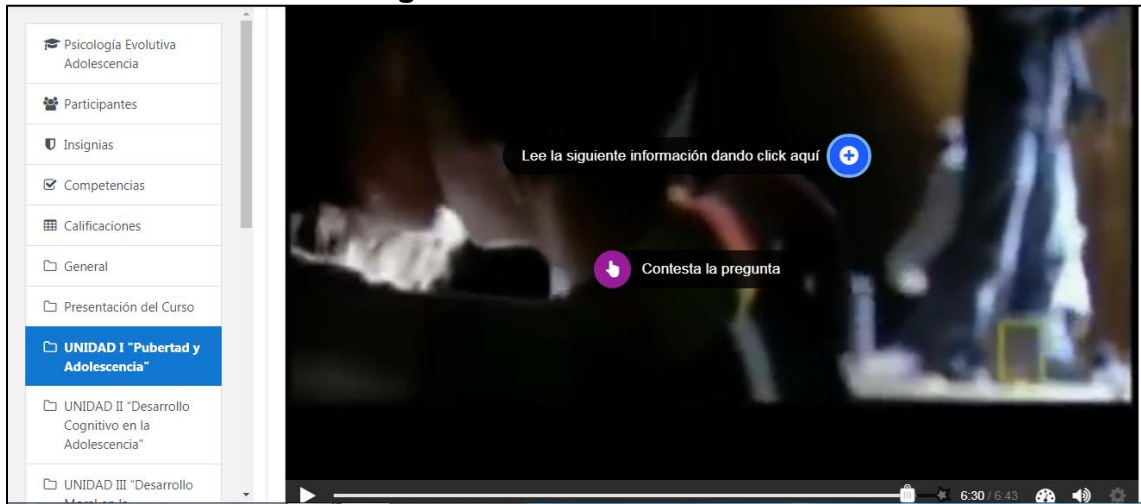 Psicología Evolutiva
Adolescencia
Participantes
Insignias
Competencias
Calificaciones
General
Presentación del Curso
UNIDAD I "Pubertad y
Adolescencia"
UNIDAD II "Desarrollo
Cognitivo en la
Adolescencia"
UNIDAD III "Desarrollo
Lee la siguiente información dando click aquí
Contesta la pregunta
6:30 / 6:43